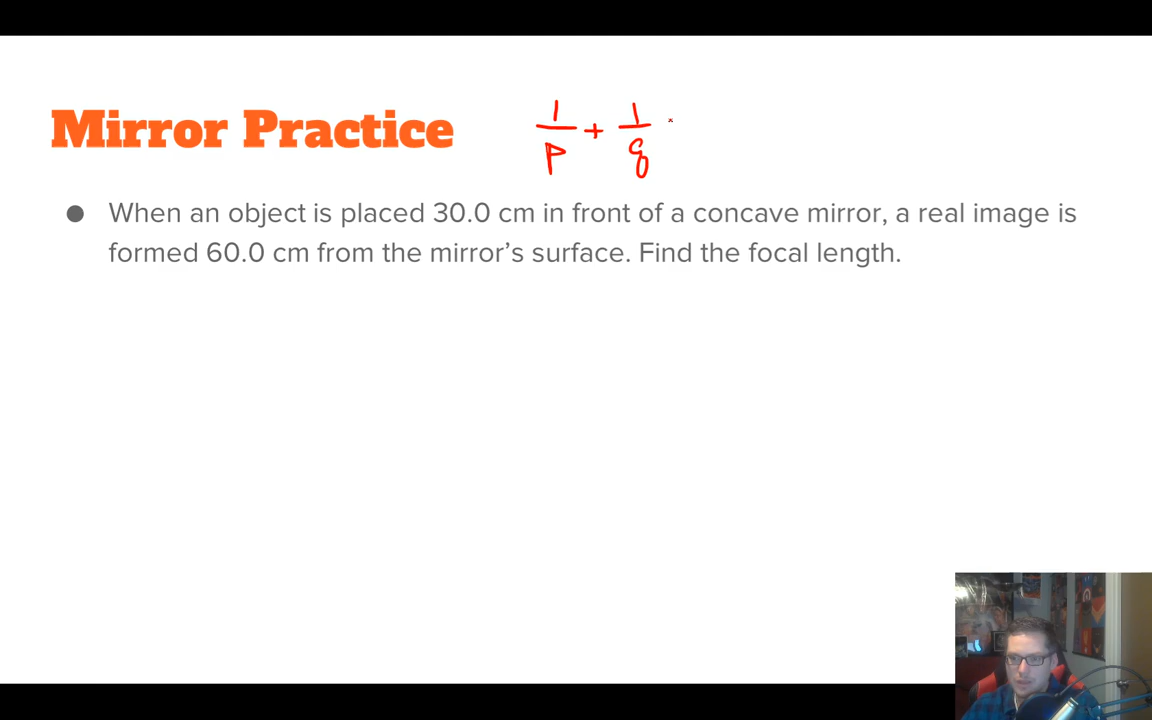 Mirror Practice
1/p + 1/q
● When an object is placed 30.0 cm in front of a concave mirror, a real image is
formed 60.0 cm from the mirror’s surface. Find the focal length.